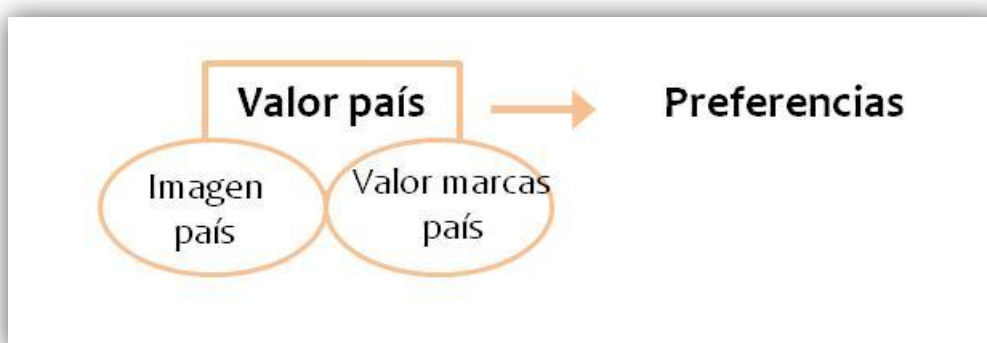 Valor país
Preferencias
Imagen
país
Valor marcas
país